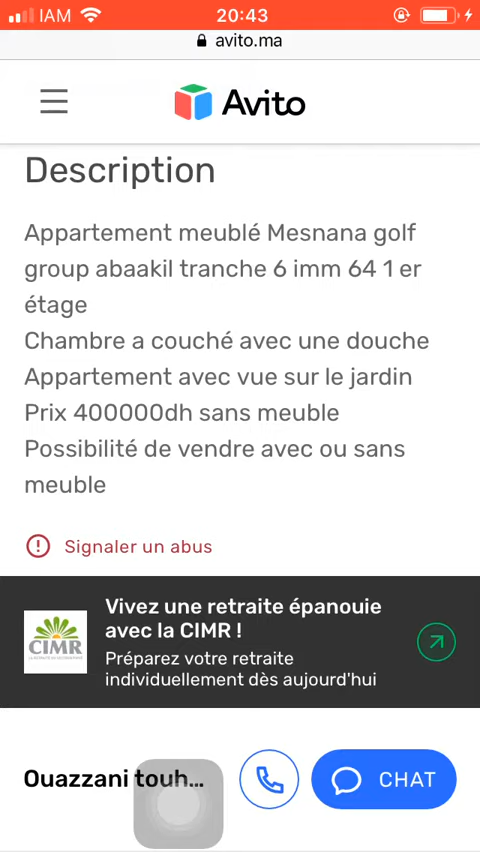 IAM 20:43
avito.ma
Avito
Description
Appartement meublé Mesnana golf
group abaakil tranche 6 imm 64 1 er
étage
Chambre a couché avec une douche
Appartement avec vue sur le jardin
Prix 400000dh sans meuble
Possibilité de vendre avec ou sans
meuble
Signaler un abus
Vivez une retraite épanouie
avec la CIMR !
CIMR
Préparez votre retraite
individuellement dès aujourd'hui
Ouazzani touh... CHAT